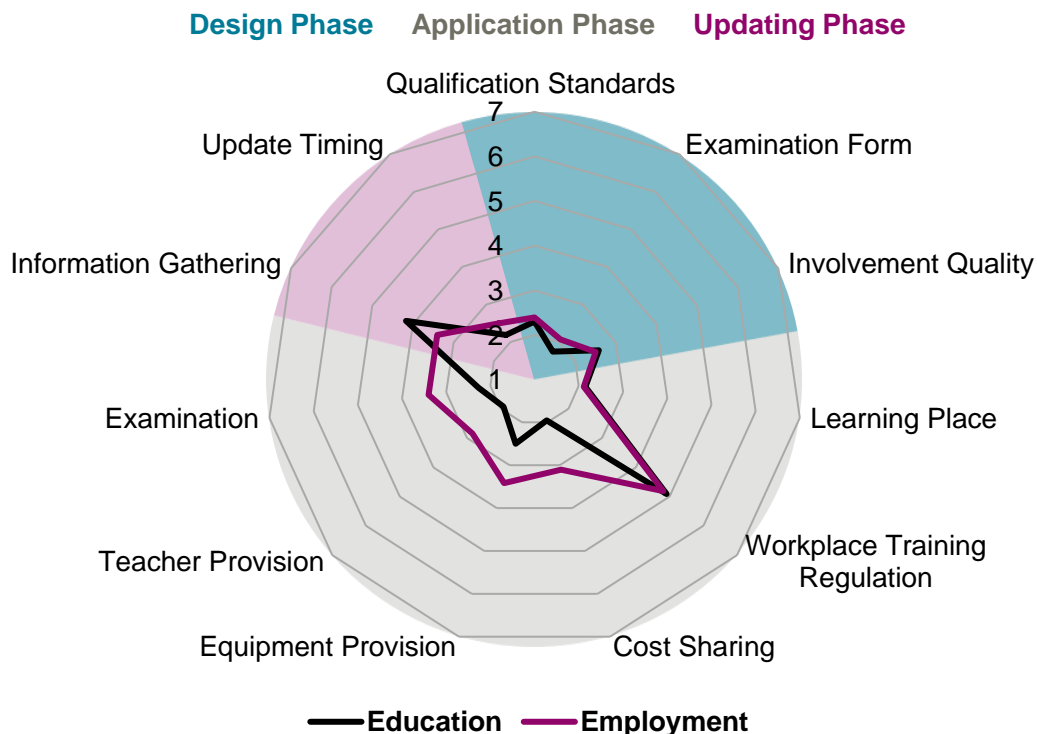 Design Phase Application Phase Updating Phase
Qualification Standards
7
Update Timing
Examination Form
6
5
4
Information Gathering
Involvement Quality
3
2
1
Examination
Learning Place
Teacher Provision
Workplace Training
Regulation
Equipment Provision
Cost Sharing
Education Employment